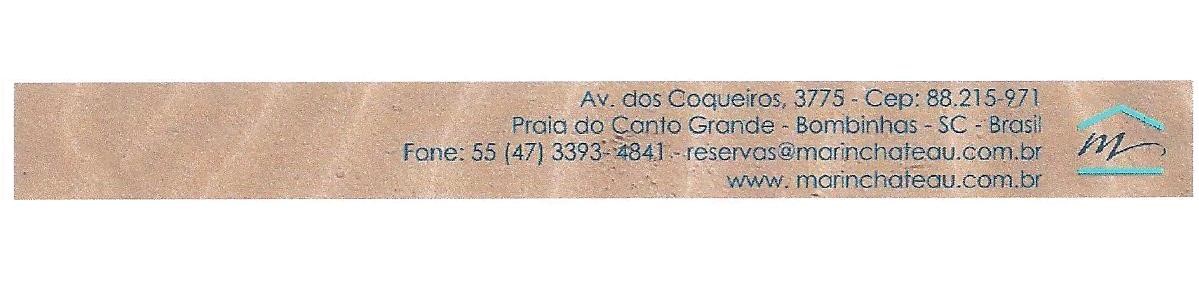 Av. dos Coqueiros, 3775 - Cep: 88.215-971
Praia do Canto Grande - Bombinhas - SC - Brasil
Fone: 55 (47) 3393-4841 - reservas@marinchateau.com.br
www. marinchateau.com.br
m